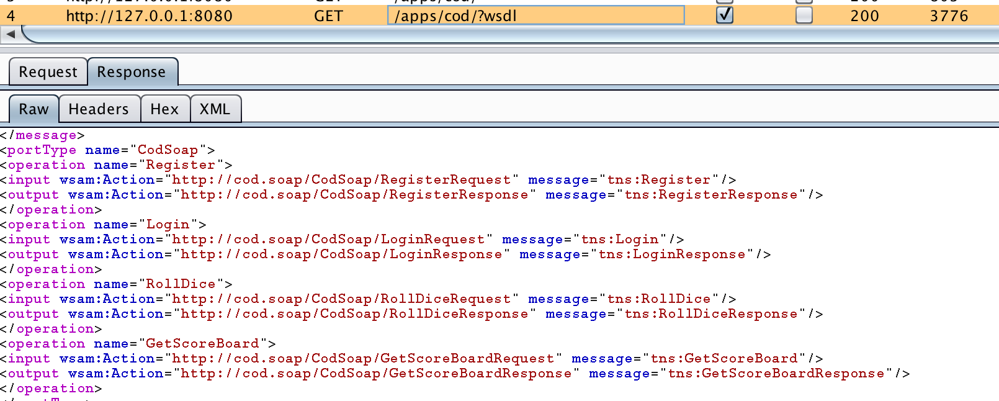 4 http://127.0.0.1:8080 GET /apps/cod/?wsdl 200 3776
Request Response
Raw Headers Hex XML
</message>
<portType name="CodSoap">
<operation name="Register">
<input wsam:Action="http://cod.soap/CodSoap/RegisterRequest" message="tns:Register"/>
<output wsam:Action="http://cod.soap/CodSoap/RegisterResponse" message="tns:RegisterResponse"/>
</operation>
<operation name="Login">
<input wsam:Action="http://cod.soap/CodSoap/LoginRequest" message="tns:Login"/>
<output wsam:Action="http://cod.soap/CodSoap/LoginResponse" message="tns:LoginResponse"/>
</operation>
<operation name="RollDice">
<input wsam:Action="http://cod.soap/CodSoap/RollDiceRequest" message="tns:RollDice"/>
<output wsam:Action="http://cod.soap/CodSoap/RollDiceResponse" message="tns:RollDiceResponse"/>
</operation>
<operation name="GetScoreBoard">
<input wsam:Action="http://cod.soap/CodSoap/GetScoreBoardRequest" message="tns:GetScoreBoard"/>
<output wsam:Action="http://cod.soap/CodSoap/GetScoreBoardResponse" message="tns:GetScoreBoardResponse"/>
</operation>